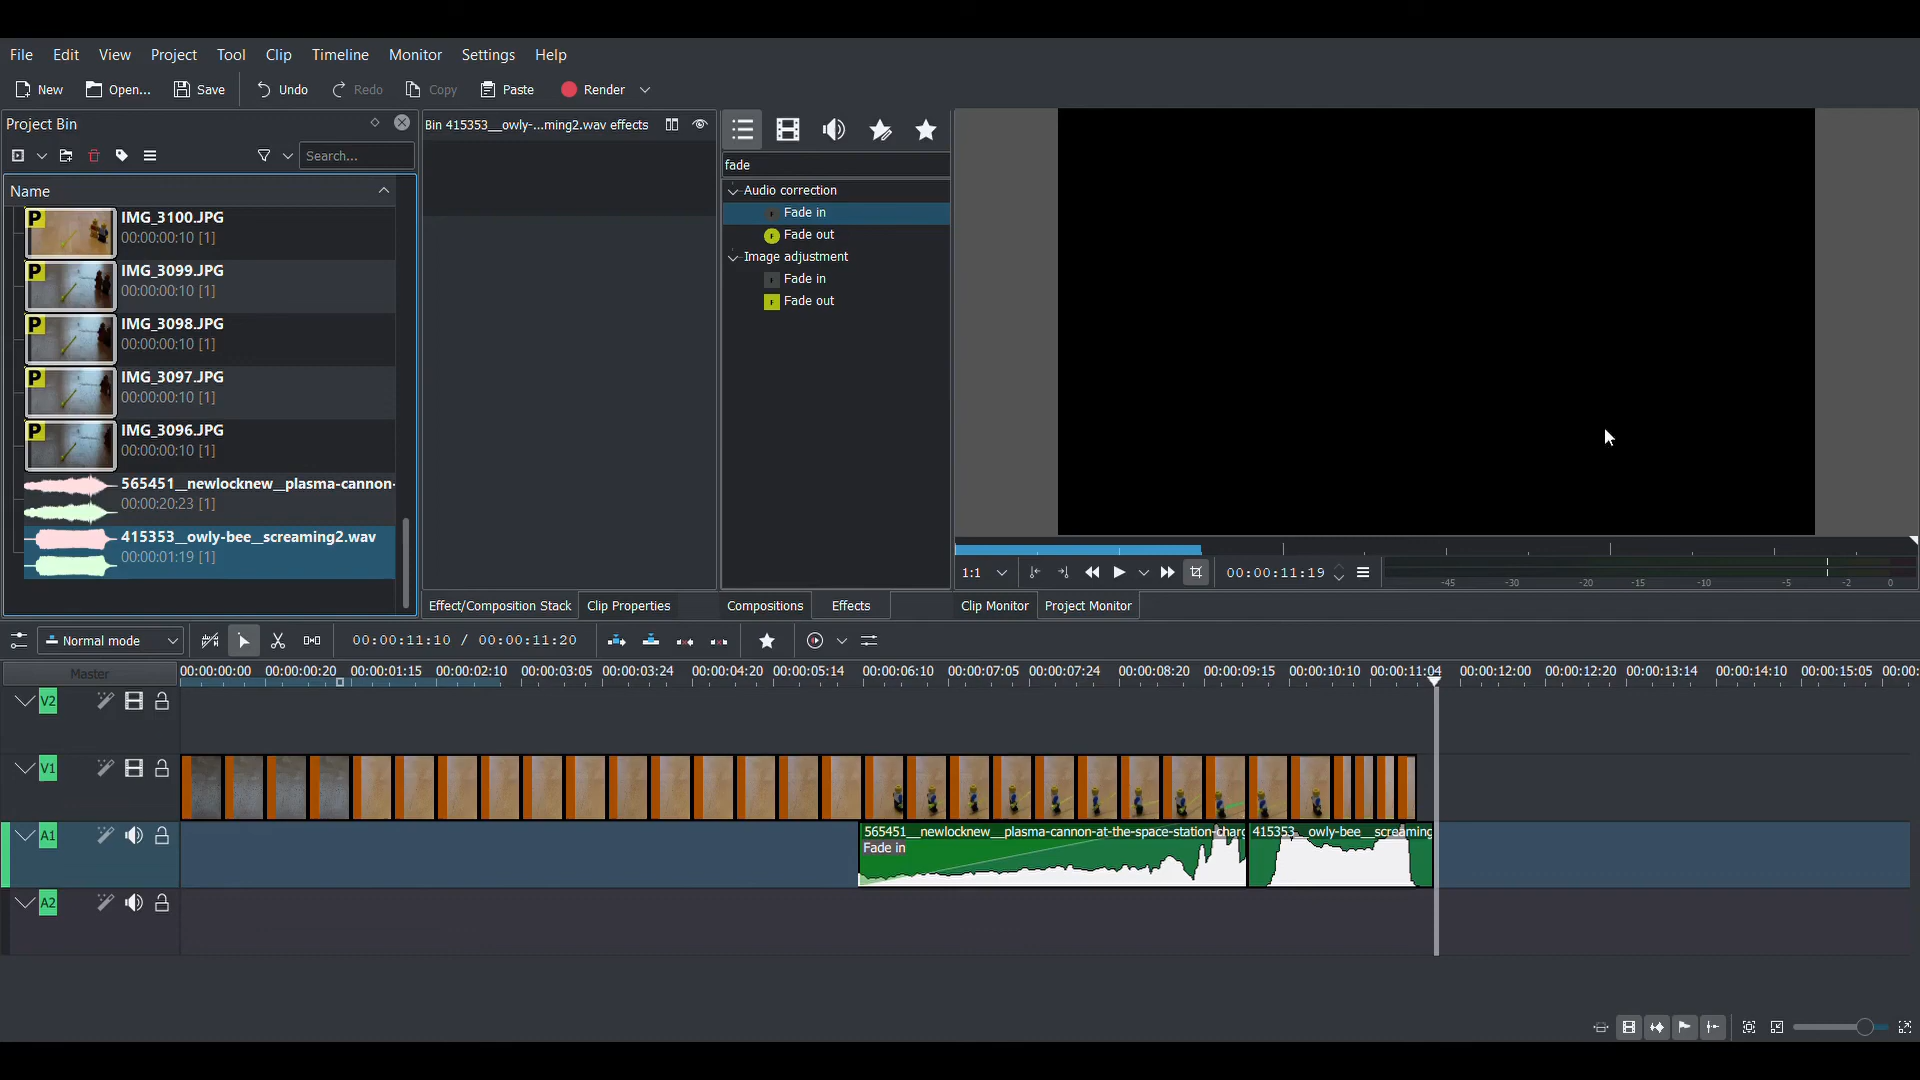 File Edit View Project Tool Clip Timeline Monitor Settings Help
New Open... Save Undo Redo Copy Paste Render
Project Bin
Search...
Name
IMG_3100.JPG
00:00:00:10 [1]
IMG_3099.JPG
00:00:00:10 [1]
IMG_3098.JPG
00:00:00:10 [1]
IMG_3097.JPG
00:00:00:10 [1]
IMG_3096.JPG
00:00:00:10 [1]
565451__newlocknew__plasma-cannon-
00:00:20:23 [1]
415353__owly-bee__screaming2.wav
00:00:01:19 [1]
P
P
P
P
P
Bin 415353__owly-...ming2.wav effects
fade
Audio correction
Fade in
Fade out
Image adjustment
Fade in
Fade out
1:1 00:00:11:19 -45 -30 -20 -15 -10 -5 -2 0
Effect/Composition Stack Clip Properties Compositions Effects Clip Monitor Project Monitor
Normal mode 00:00:11:10 / 00:00:11:20
Master 00:00:00:00 00:00:00:20 00:00:01:15 00:00:02:10 00:00:03:05 00:00:03:24 00:00:04:20 00:00:05:14 00:00:06:10 00:00:07:05 00:00:07:24 00:00:08:20 00:00:09:15 00:00:10:10 00:00:11:04 00:00:12:00 00:00:12:20 00:00:13:14 00:00:14:10 00:00:15:05 00:00:
V2
V1
A1 565451__newlocknew__plasma-cannon-at-the-space-station-charg 415353__owly-bee__screaming
Fade in
A2